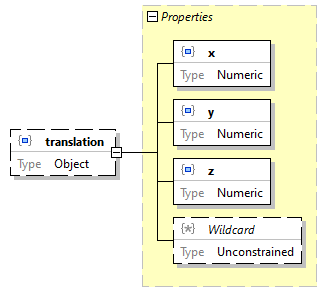 Properties
x
Type Numeric
y
Type Numeric
translation
Type Object
z
Type Numeric
Wildcard
Type Unconstrained